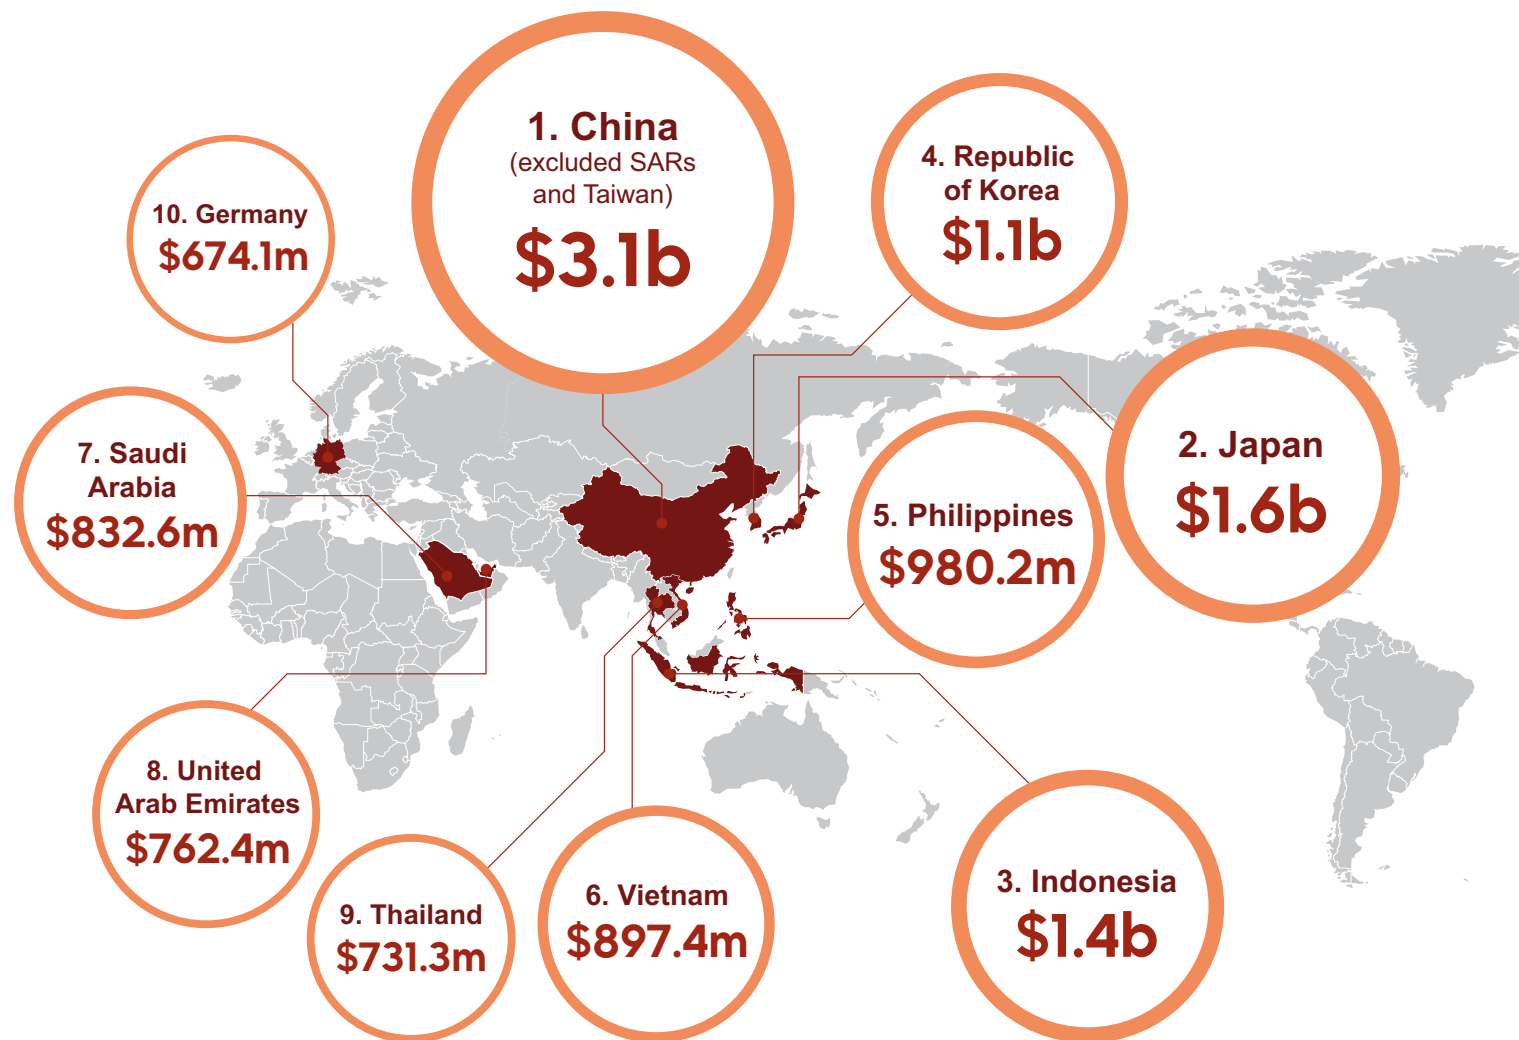 1. China
(excluded SARs
and Taiwan)
$3.1b
4. Republic
of Korea
$1.1b
10. Germany
$674.1m
2. Japan
$1.6b
7. Saudi
Arabia
$832.6m
5. Philippines
$980.2m
8. United
Arab Emirates
$762.4m
9. Thailand
$731.3m
6. Vietnam
$897.4m
3. Indonesia
$1.4b